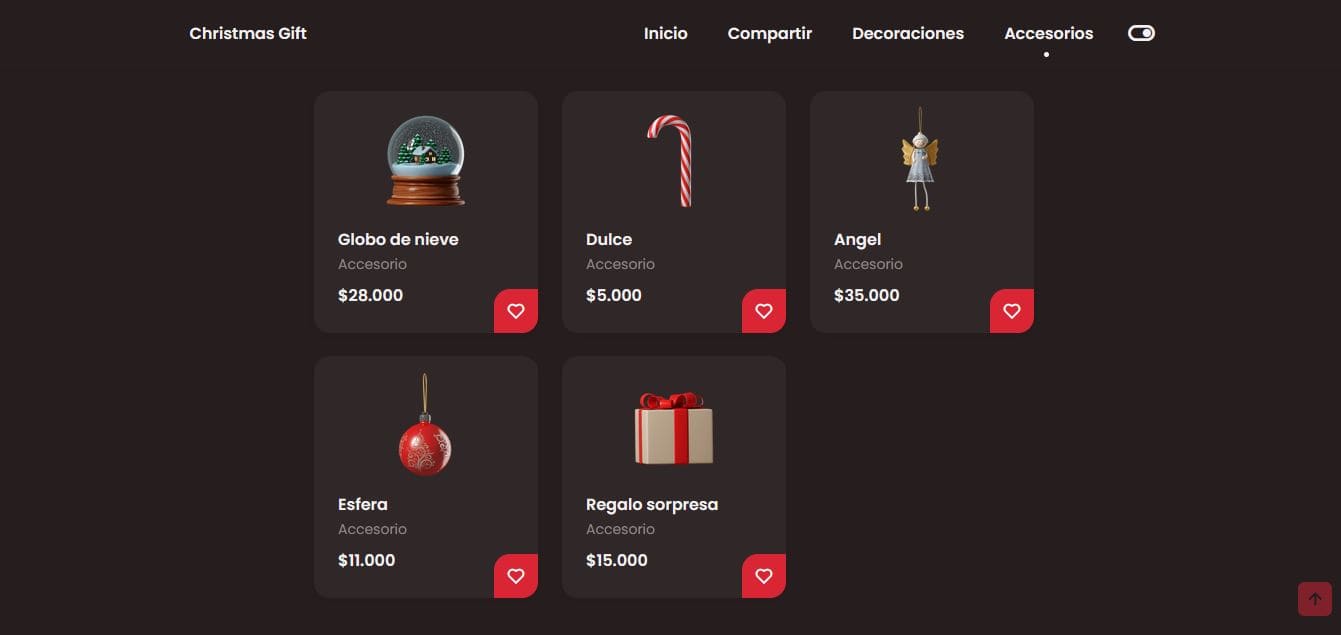 Christmas Gift
Inicio
Compartir
Decoraciones
Accesorios
Globo de nieve
Accesorio
$28.000
Dulce
Accesorio
$5.000
Angel
Accesorio
$35.000
Esfera
Accesorio
$11.000
Regalo sorpresa
Accesorio
$15.000